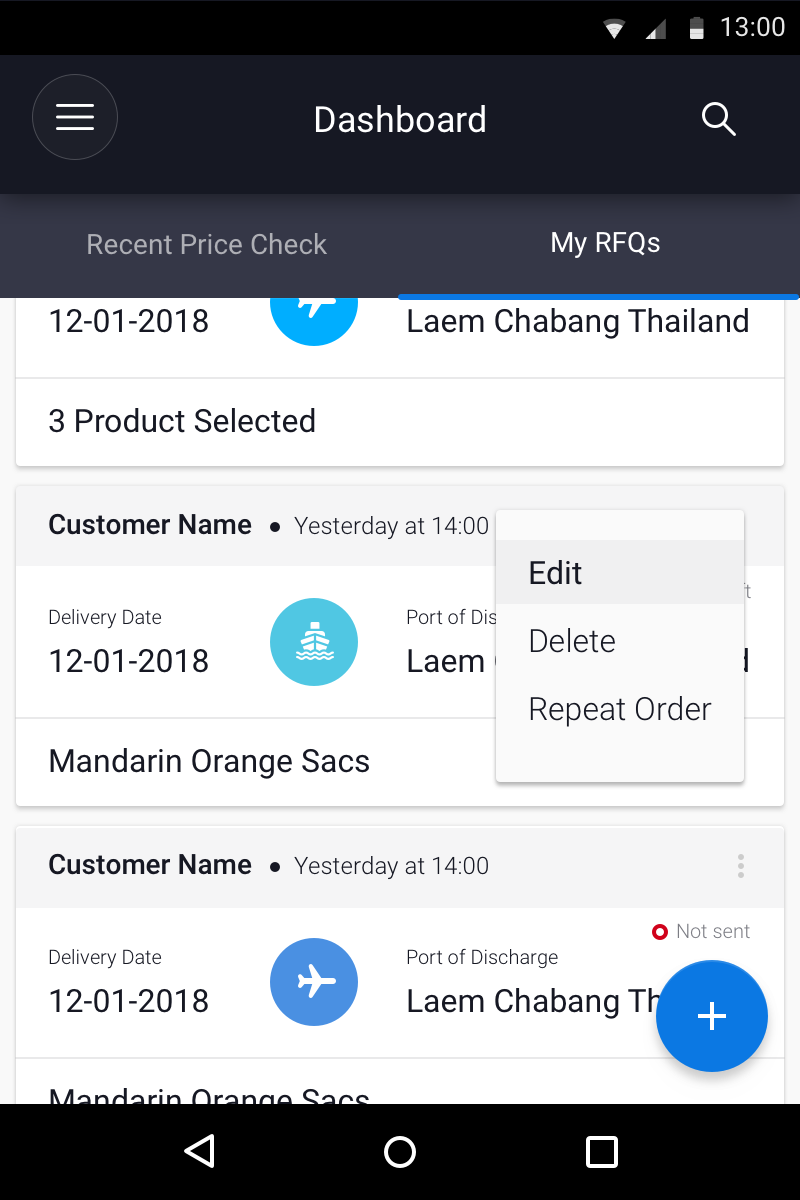 13:00
Dashboard
Recent Price Check
My RFQs
12-01-2018
Laem Chabang Thailand
3 Product Selected
Customer Name • Yesterday at 14:00
Edit
Delete
Repeat Order
Delivery Date
12-01-2018
Port of Dis
Laem
Mandarin Orange Sacs
Customer Name • Yesterday at 14:00
Not sent
Delivery Date
12-01-2018
Port of Discharge
Laem Chabang Th
Mandarin Orange Sacs